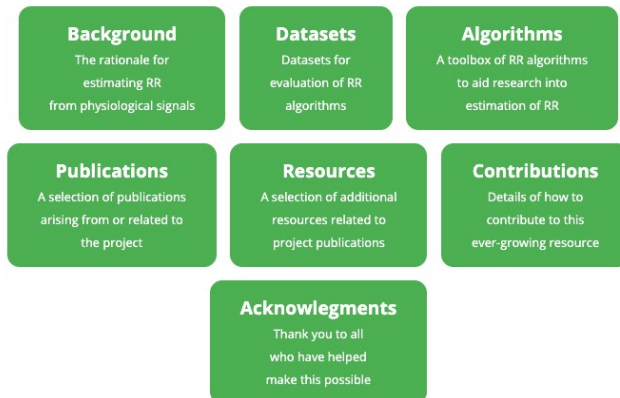 Background
The rationale for
estimating RR
from physiological signals
Datasets
Datasets for
evaluation of RR
algorithms
Algorithms
A toolbox of RR algorithms
to aid research into
estimation of RR
Publications
A selection of publications
arising from or related to
the project
Resources
A selection of additional
resources related to
project publications
Contributions
Details of how to
contribute to this
ever-growing resource
Acknowlegments
Thank you to all
who have helped
make this possible